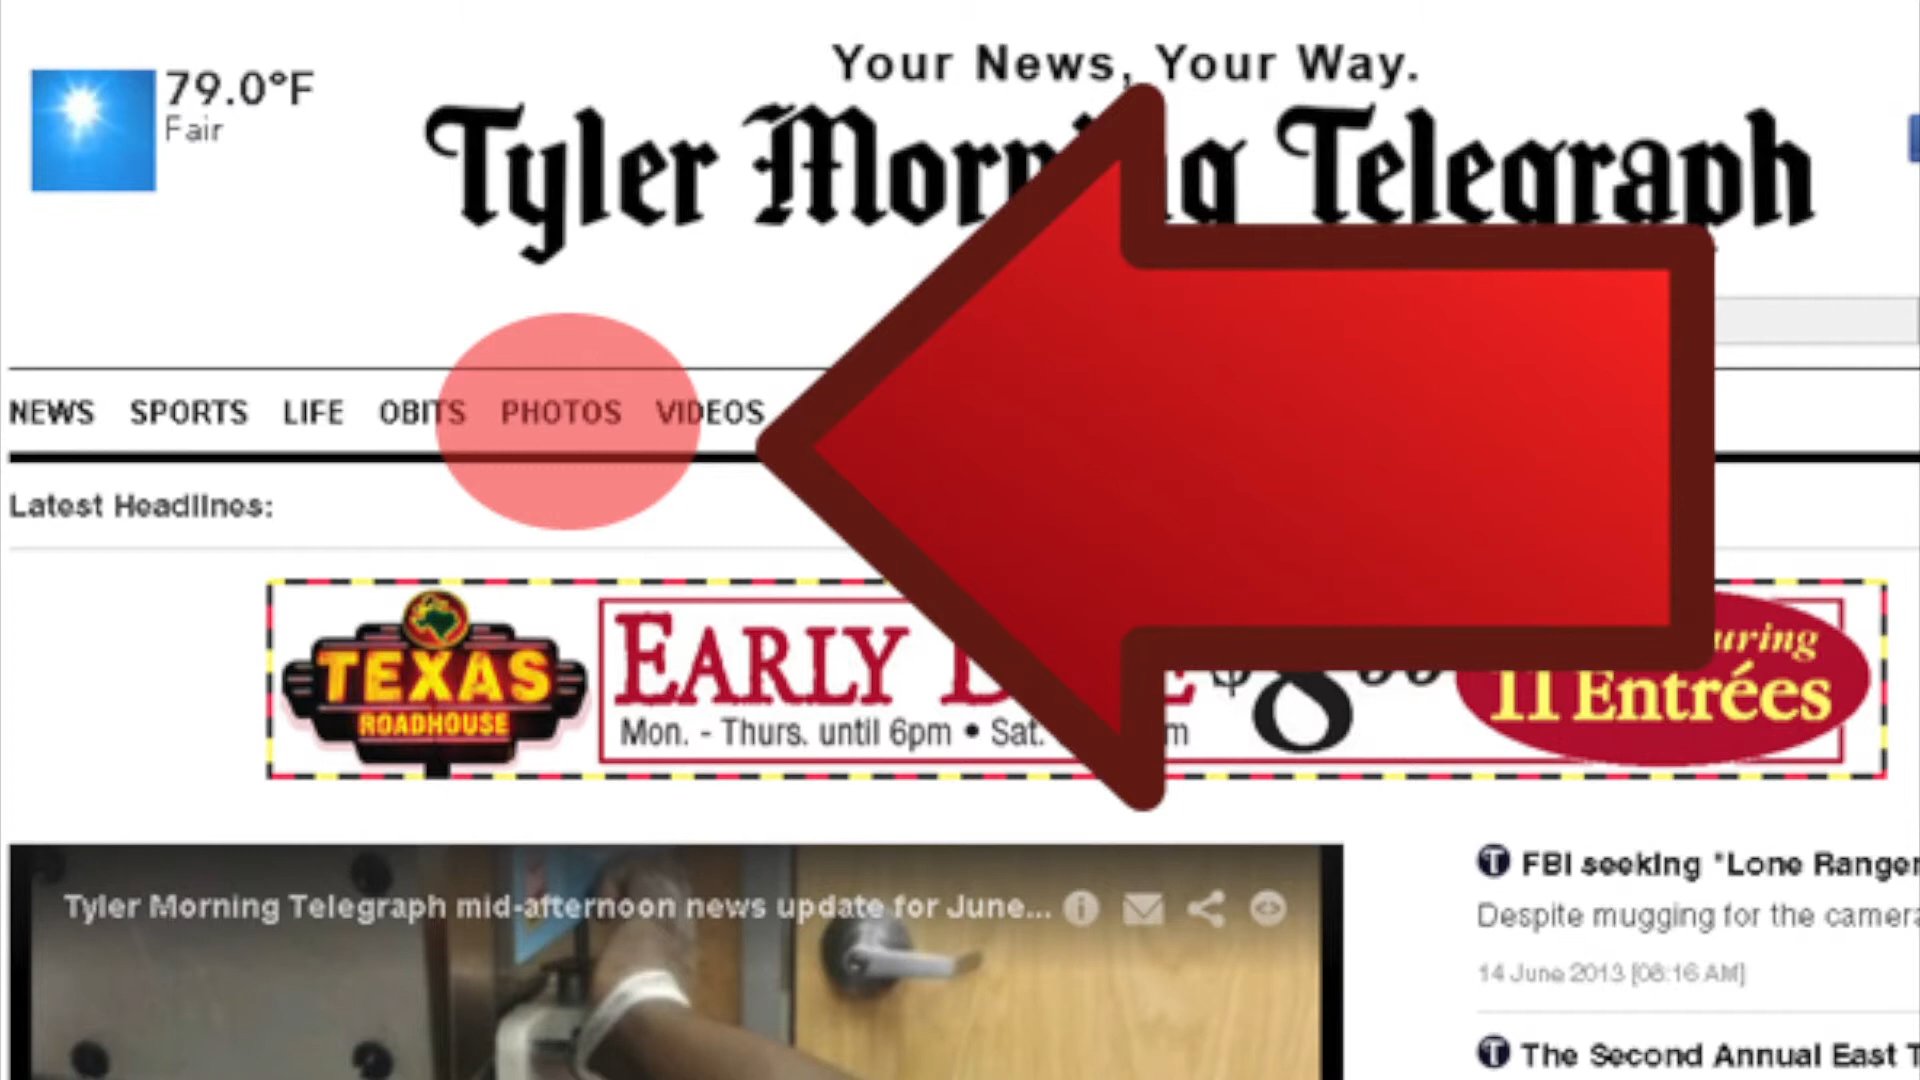 Your News, Your Way.
79.0°F
Fair
Tyler Telegraph
NEWS SPORTS LIFE OBITS PHOTOS VIDEOS
Latest Headlines:
TEXAS
ROADHOUSE
EARLY
Mon. - Thurs. until 6pm • Sat.
$8
11 Entrées
Tyler Morning Telegraph mid-afternoon news update for June...
FBI seeking "Lone Ranger
Despite mugging for the camera
14 June 2013 [08:16 AM]
The Second Annual East T